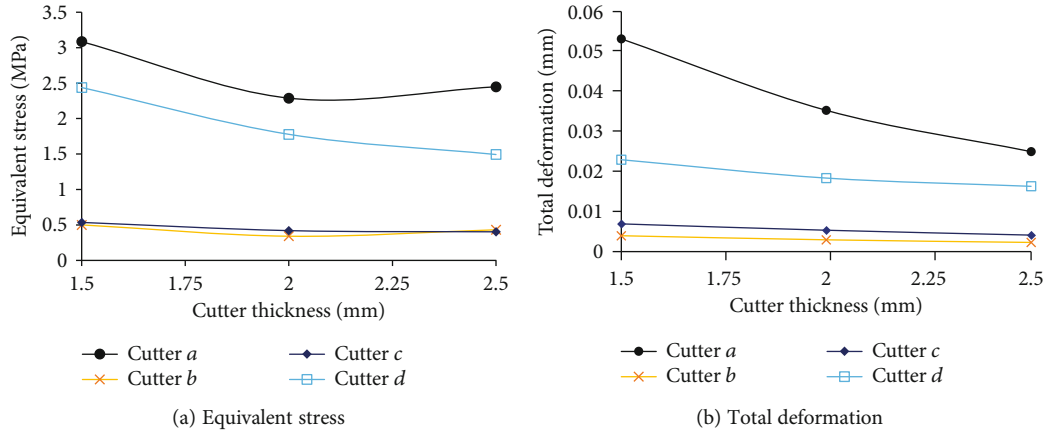 3.5
3
2.5
2
1.5
1
0.5
0
Equivalent stress (MPa)
1.5 1.75 2 2.25 2.5
Cutter thickness (mm)
Cutter a Cutter c
Cutter b Cutter d
(a) Equivalent stress
0.06
0.05
0.04
0.03
0.02
0.01
0
Total deformation (mm)
1.5 1.75 2 2.25 2.5
Cutter thickness (mm)
Cutter a Cutter c
Cutter b Cutter d
(b) Total deformation